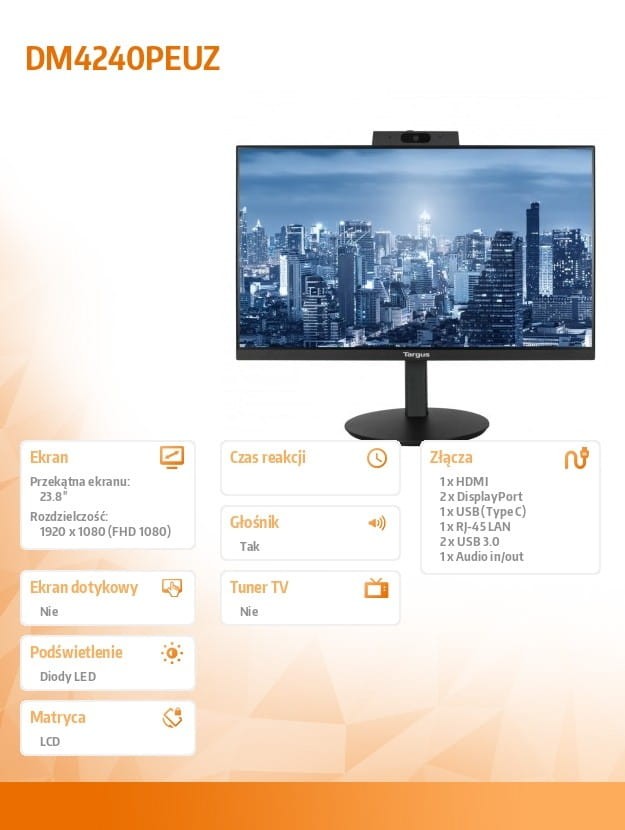 DM4240PEUZ
Targus
Ekran
Przekątna ekranu:
23.8"
Rozdzielczość:
1920 x 1080 (FHD 1080)
Czas reakcji
Głośnik
Tak
Złącza
1 x HDMI
2 x DisplayPort
1 x USB (Type C)
1 x RJ-45 LAN
2 x USB 3.0
1 x Audio in/out
Ekran dotykowy
Nie
Tuner TV
Nie
Podświetlenie
Diody LED
Matryca
LCD